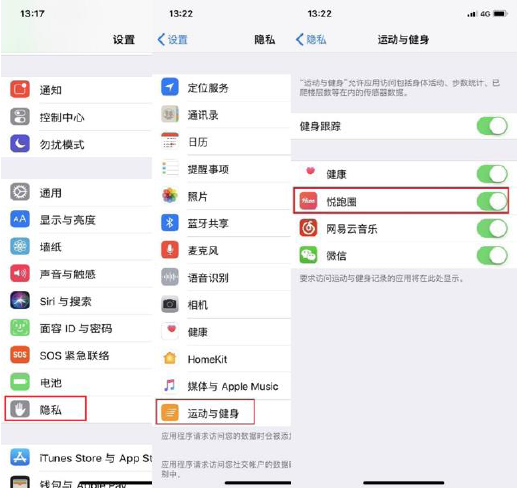 13:17
设置
通知
控制中心
勿扰模式
通用
显示与亮度
墙纸
声音与触感
Siri 与搜索
面容 ID 与密码
SOS 紧急联络
电池
隐私
iTunes Store 与 App St
钱包与 Apple Pay
13:22
设置
隐私
定位服务
通讯录
日历
提醒事项
照片
蓝牙共享
麦克风
语音识别
相机
健康
HomeKit
媒体与 Apple Music
运动与健身
应用程序请求访问您的数据时会被添加
应用程序请求访问您社交帐户的数据时
别中。
13:22
4G
隐私
运动与健身
“运动与健身”允许应用访问包括身体活动、步数统计、已
爬楼层数等在内的传感器数据。
健身跟踪
健康
悦跑圈
网易云音乐
微信
要求访问运动与健身记录的应用将在此处显示。